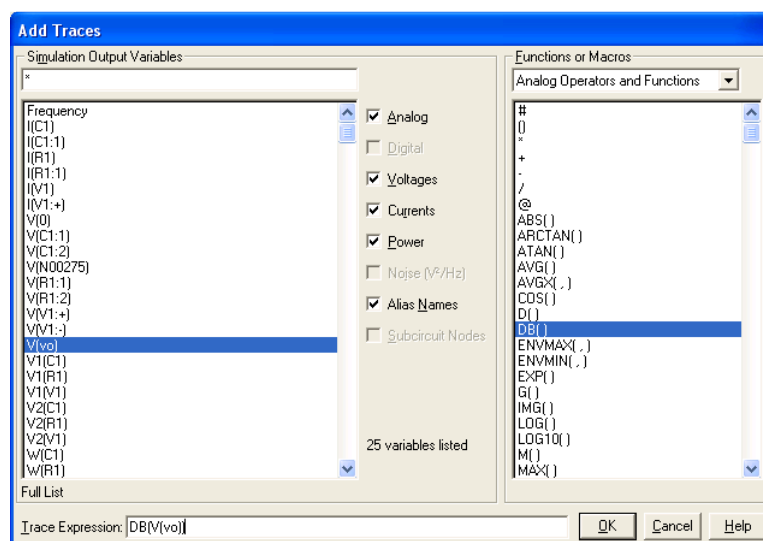 Add Traces
Simulation Output Variables
*
Frequency
I(C1)
I(C1:1)
I(R1)
I(R1:1)
I(V1)
I(V1:+)
V(0)
V(C1:1)
V(C1:2)
V(N00275)
V(R1:1)
V(R1:2)
V(V1:+)
V(V1:-)
V(vo)
V1(C1)
V1(R1)
V1(V1)
V2(C1)
V2(R1)
V2(V1)
W(C1)
W(R1)
Full List
Analog
Digital
Voltages
Currents
Power
Noise (V²/Hz)
Alias Names
Subcircuit Nodes
25 variables listed
Functions or Macros
Analog Operators and Functions
#
()
*
+
-
/
@
ABS()
ARCTAN()
ATAN()
AVG()
AVGX(,)
COS()
D()
DB()
ENVMAX(,)
ENVMIN(,)
EXP()
G()
IMG()
LOG()
LOG10()
M()
MAX()
Trace Expression: DB(V(vo))
OK Cancel Help